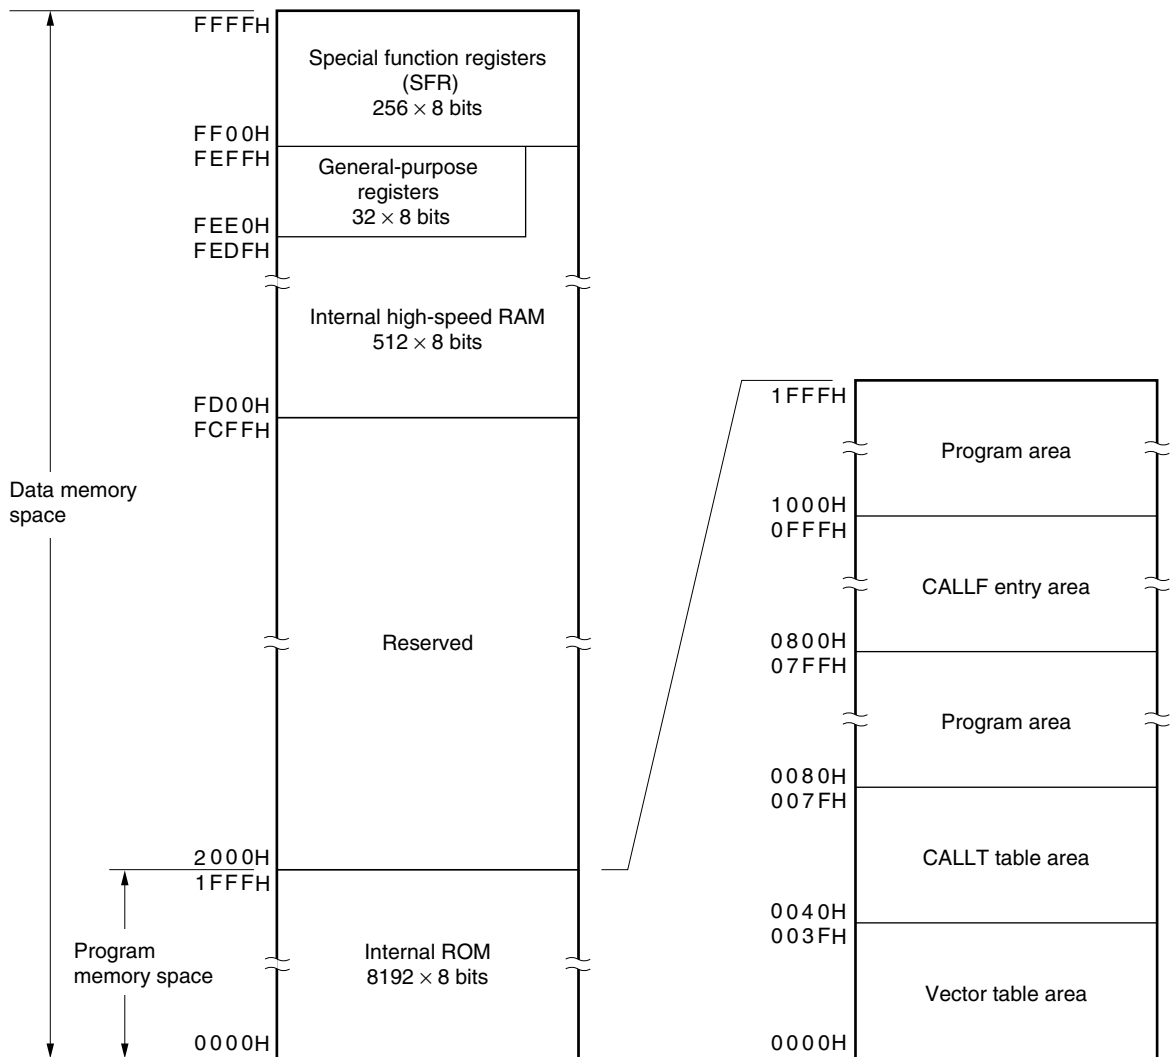 FFFFH
Special function registers
(SFR)
256 × 8 bits
FF00H
FEFFH
General-purpose
registers
32 × 8 bits
FEE0H
FEDFH
Internal high-speed RAM
512 × 8 bits
FD00H
FCFFH
Data memory
space
Reserved
2000H
1FFFH
Program
memory space
Internal ROM
8192 × 8 bits
0000H
1FFFH
Program area
1000H
0FFFH
CALLF entry area
0800H
07FFH
Program area
0080H
007FH
CALLT table area
0040H
003FH
Vector table area
0000H